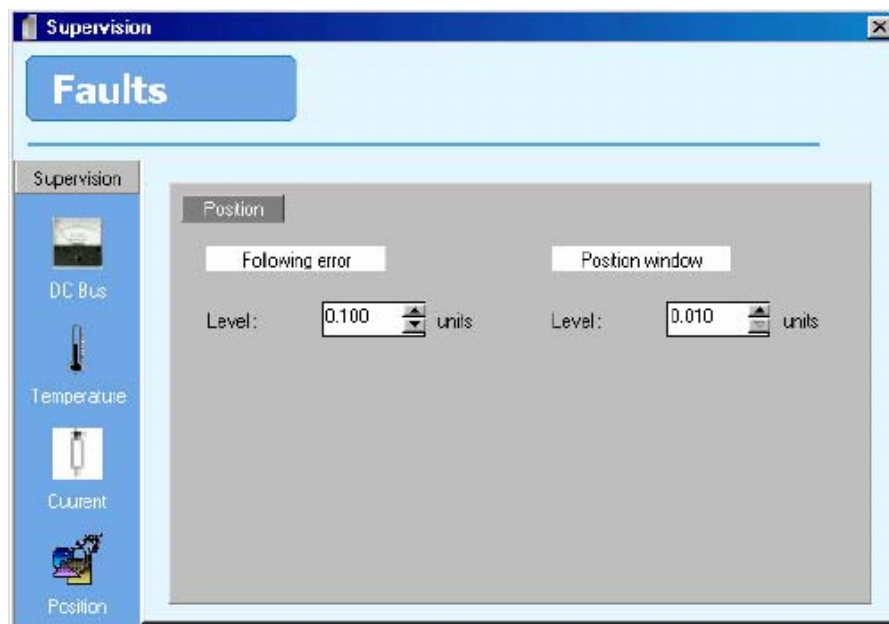 Supervision
Faults
Supervision
DC Bus
Temperature
Cuurent
Position
Position
Following error
Position window
Level: 0.100 units
Level: 0.010 units